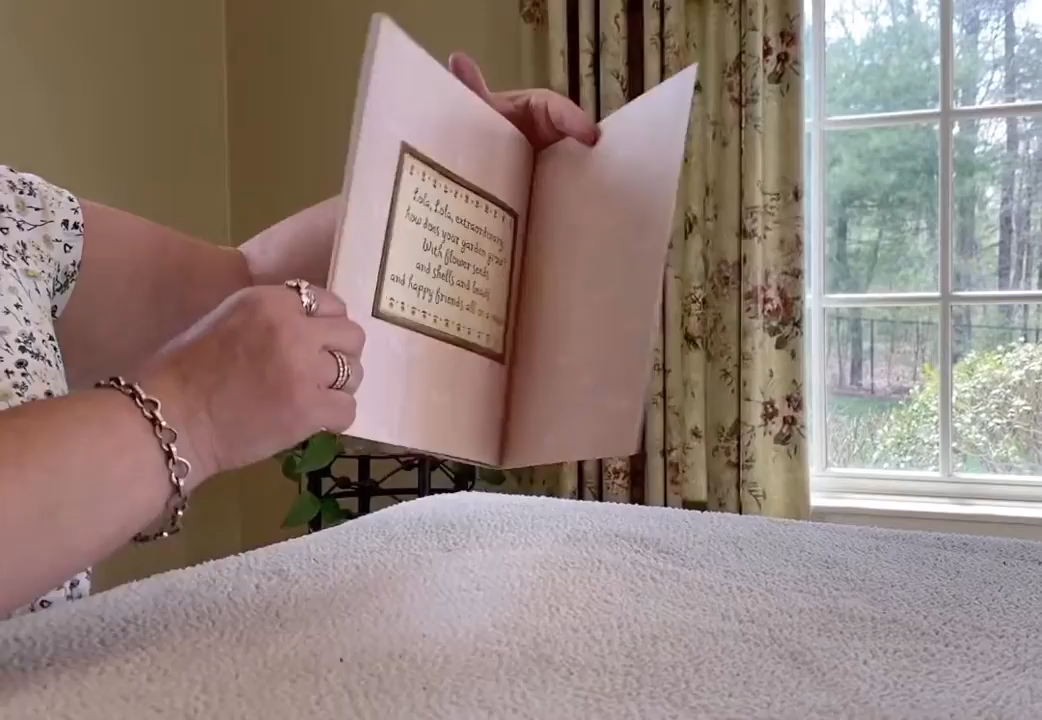 Lola, Lola, extraordinary
how does your garden grow?
With flower seeds
and shells and beads
and happy friends all in a